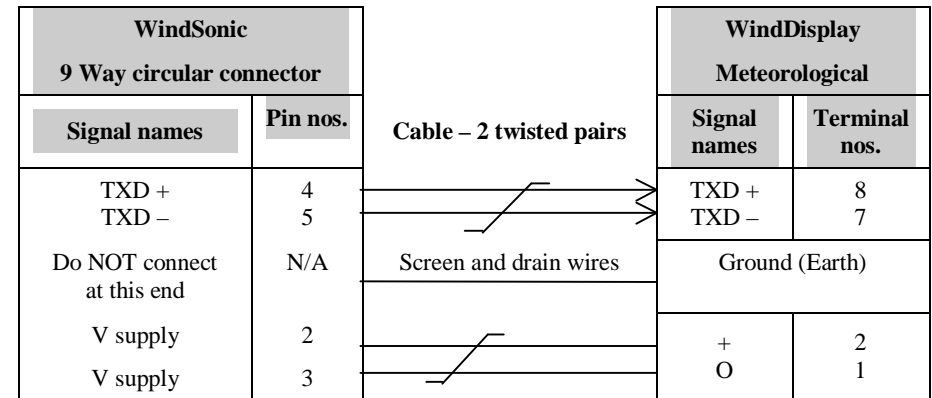 WindSonic WindDisplay
9 Way circular connector Meteorological
Signal names Pin nos. Cable – 2 twisted pairs Signal names Terminal nos.
TXD + 4 TXD + 8
TXD – 5 TXD – 7
Do NOT connect at this end N/A Screen and drain wires Ground (Earth)
V supply 2 + 2
V supply 3 O 1